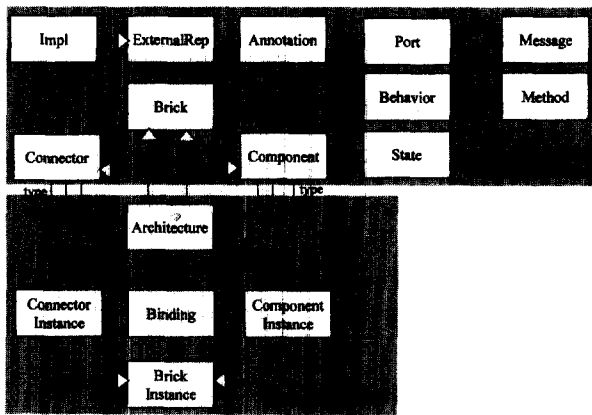 Impl
ExternalRep
Annotation
Port
Message
Brick
Behavior
Method
Connector
Component
State
type
type
Architecture
Connector
Instance
Binding
Component
Instance
Brick
Instance